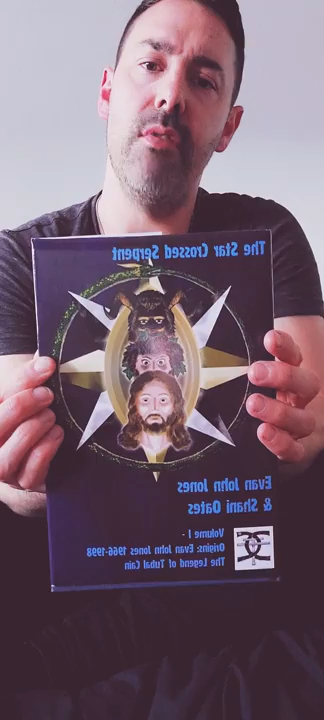 The Star Crossed Serpent
Evan John Jones
& Shani Oates
Volume I -
Origins: Evan John Jones 1966-1998
The Legend of Tubal Cain